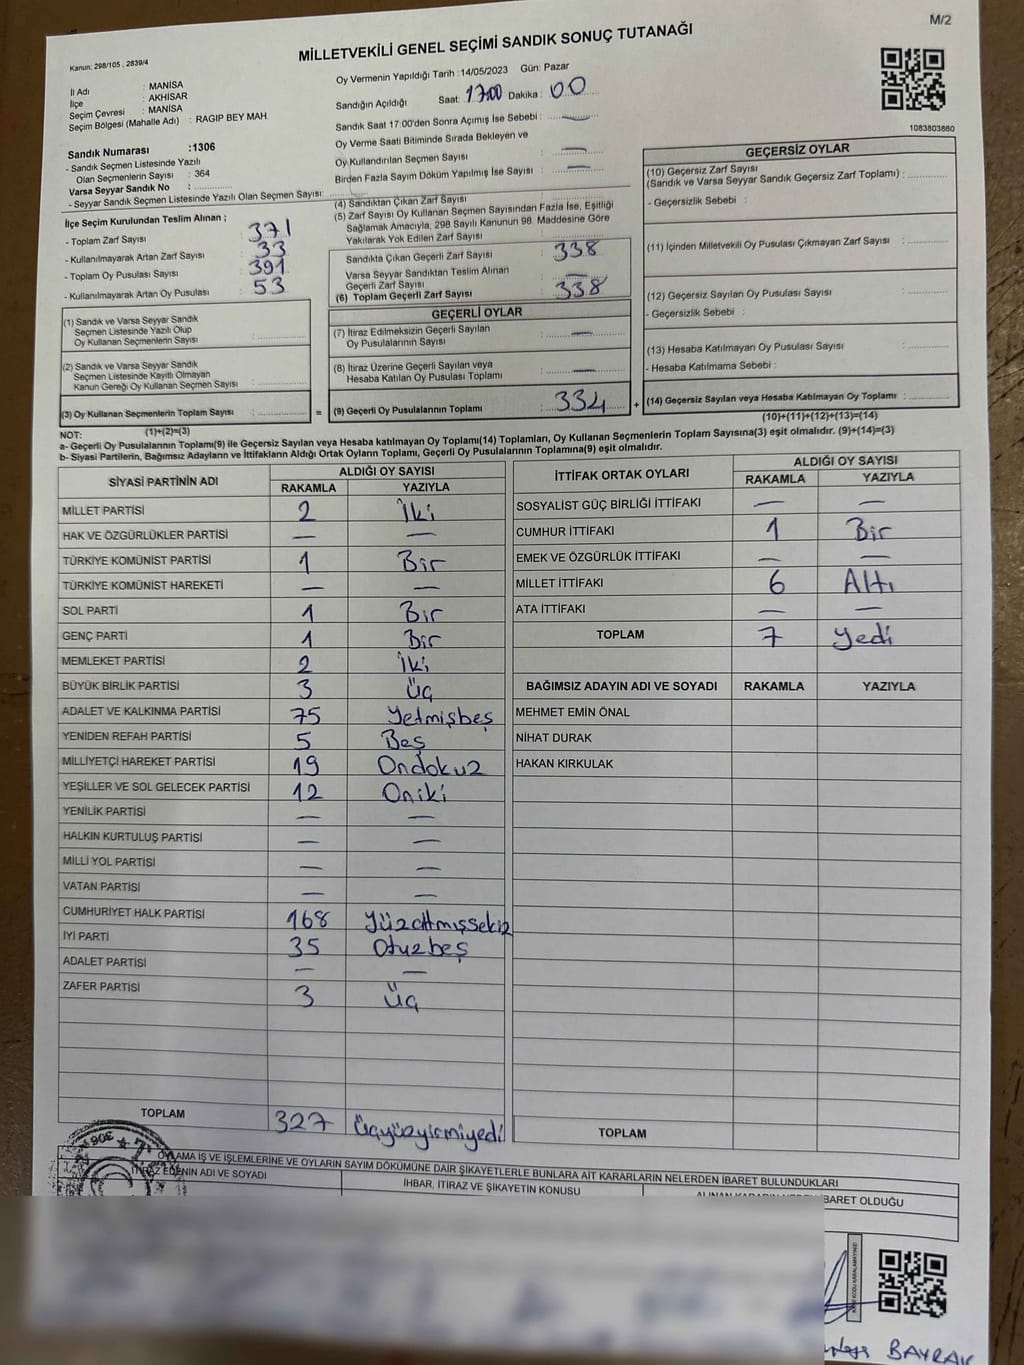 M/2
MİLLETVEKİLİ GENEL SEÇİMİ SANDIK SONUÇ TUTANAĞI
Kanun; 298/105 , 2839/4
İl Adı : MANİSA
İlçe : AKHİSAR
Seçim Çevresi : MANİSA
Seçim Bölgesi (Mahalle Adı) : RAGIP BEY MAH.
Sandık Numarası :1306
- Sandık Seçmen Listesinde Yazılı
Olan Seçmenlerin Sayısı : 364
Varsa Seyyar Sandık No :
- Seyyar Sandık Seçmen Listesinde Yazılı Olan Seçmen Sayısı:
Oy Vermenin Yapıldığı Tarih :14/05/2023 Gün: Pazar
Sandığın Açıldığı Saat: 17:00 Dakika : 00
Sandık Saat 17:00'den Sonra Açımış İse Sebebi : —
Oy Verme Saati Bitiminde Sırada Bekleyen ve
Oy Kullandırılan Seçmen Sayısı : —
Birden Fazla Sayım Döküm Yapılmış İse Sayısı : —
1083803860
İlçe Seçim Kurulundan Teslim Alınan ;
- Toplam Zarf Sayısı : 371
- Kullanılmayarak Artan Zarf Sayısı : 33
- Toplam Oy Pusulası Sayısı : 391
- Kullanılmayarak Artan Oy Pusulası : 53
(4) Sandıktan Çıkan Zarf Sayısı :
(5) Zarf Sayısı Oy Kullanan Seçmen Sayısından Fazla İse, Eşitliği
Sağlamak Amacıyla; 298 Sayılı Kanunun 98. Maddesine Göre
Yakılarak Yok Edilen Zarf Sayısı :
Sandıkta Çıkan Geçerli Zarf Sayısı : 338
Varsa Seyyar Sandıktan Teslim Alınan
Geçerli Zarf Sayısı : —
(6) Toplam Geçerli Zarf Sayısı : 338
GEÇERSİZ OYLAR
(10) Geçersiz Zarf Sayısı
(Sandık ve Varsa Seyyar Sandık Geçersiz Zarf Toplamı) :
- Geçersizlik Sebebi :
(11) İçinden Milletvekili Oy Pusulası Çıkmayan Zarf Sayısı :
(12) Geçersiz Sayılan Oy Pusulası Sayısı :
- Geçersizlik Sebebi :
(13) Hesaba Katılmayan Oy Pusulası Sayısı :
- Hesaba Katılmama Sebebi :
(14) Geçersiz Sayılan veya Hesaba Katılmayan Oy Toplamı :
(10)+(11)+(12)+(13)=(14)
(1) Sandık ve Varsa Seyyar Sandık
Seçmen Listesinde Yazılı Olup
Oy Kullanan Seçmenlerin Sayısı :
(2) Sandık ve Varsa Seyyar Sandık
Seçmen Listesinde Kayıtlı Olmayan
Kanun Gereği Oy Kullanan Seçmen Sayısı :
(3) Oy Kullanan Seçmenlerin Toplam Sayısı : =
(1)+(2)=(3)
GEÇERLİ OYLAR
(7) İtiraz Edilmeksizin Geçerli Sayılan
Oy Pusulalarının Sayısı : —
(8) İtiraz Üzerine Geçerli Sayılan veya
Hesaba Katılan Oy Pusulası Toplamı : —
(9) Geçerli Oy Pusulalarının Toplamı : 334 +
NOT:
a- Geçerli Oy Pusulalarının Toplamı(9) ile Geçersiz Sayılan veya Hesaba katılmayan Oy Toplamı(14) Toplamları, Oy Kullanan Seçmenlerin Toplam Sayısına(3) eşit olmalıdır. (9)+(14)=(3)
b- Siyasi Partilerin, Bağımsız Adayların ve İttifakların Aldığı Ortak Oyların Toplamı, Geçerli Oy Pusulalarının Toplamına(9) eşit olmalıdır.
SİYASİ PARTİNİN ADI ALDIĞI OY SAYISI
RAKAMLA YAZIYLA
MİLLET PARTİSİ 2 İki
HAK VE ÖZGÜRLÜKLER PARTİSİ — —
TÜRKİYE KOMÜNİST PARTİSİ 1 Bir
TÜRKİYE KOMÜNİST HAREKETİ — —
SOL PARTİ 1 Bir
GENÇ PARTİ 1 Bir
MEMLEKET PARTİSİ 2 İki
BÜYÜK BİRLİK PARTİSİ 3 Üç
ADALET VE KALKINMA PARTİSİ 75 Yetmişbeş
YENİDEN REFAH PARTİSİ 5 Beş
MİLLİYETÇİ HAREKET PARTİSİ 19 Ondokuz
YEŞİLLER VE SOL GELECEK PARTİSİ 12 Oniki
YENİLİK PARTİSİ — —
HALKIN KURTULUŞ PARTİSİ — —
MİLLİ YOL PARTİSİ — —
VATAN PARTİSİ — —
CUMHURİYET HALK PARTİSİ 168 Yüzaltmışsekiz
İYİ PARTİ 35 Otuzbeş
ADALET PARTİSİ — —
ZAFER PARTİSİ 3 Üç
TOPLAM 327 Üçyüzyirmiyedi
İTTİFAK ORTAK OYLARI ALDIĞI OY SAYISI
RAKAMLA YAZIYLA
SOSYALİST GÜÇ BİRLİĞİ İTTİFAKI — —
CUMHUR İTTİFAKI 1 Bir
EMEK VE ÖZGÜRLÜK İTTİFAKI — —
MİLLET İTTİFAKI 6 Altı
ATA İTTİFAKI — —
TOPLAM 7 Yedi
BAĞIMSIZ ADAYIN ADI VE SOYADI RAKAMLA YAZIYLA
MEHMET EMİN ÖNAL
NİHAT DURAK
HAKAN KIRKULAK
TOPLAM
OYLAMA İŞ VE İŞLEMLERİNE VE OYLARIN SAYIM DÖKÜMÜNE DAİR ŞİKAYETLERLE BUNLARA AİT KARARLARIN NELERDEN İBARET BULUNDUKLARI
İTİRAZ EDENİN ADI VE SOYADI İHBAR, İTİRAZ VE ŞİKAYETİN KONUSU ALINAN KARARIN NEDEN İBARET OLDUĞU
BAYRAK